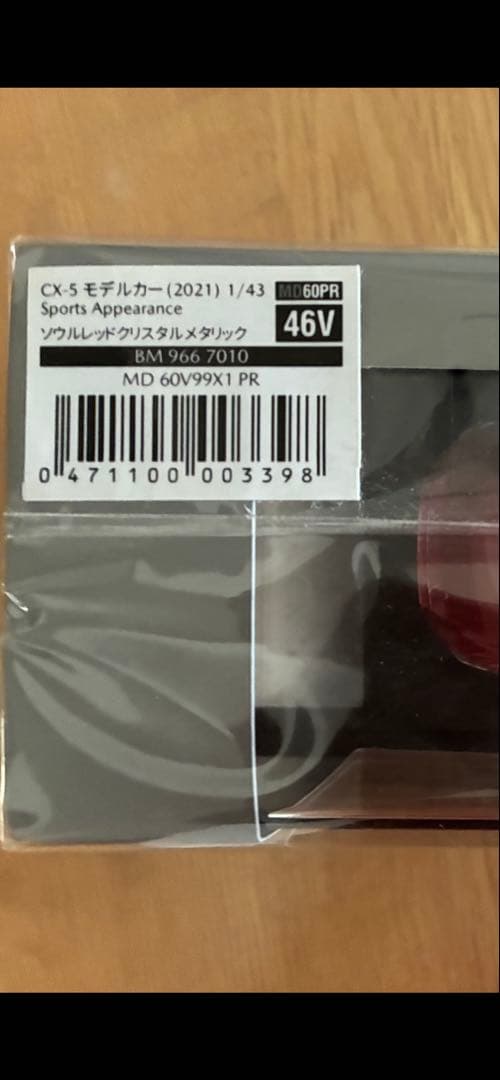 CX-5 モデルカー (2021) 1/43 MD60PR
Sports Appearance
46V
ソウルレッドクリスタルメタリック
BM 966 7010
MD 60V99X1 PR
0 471100 003398